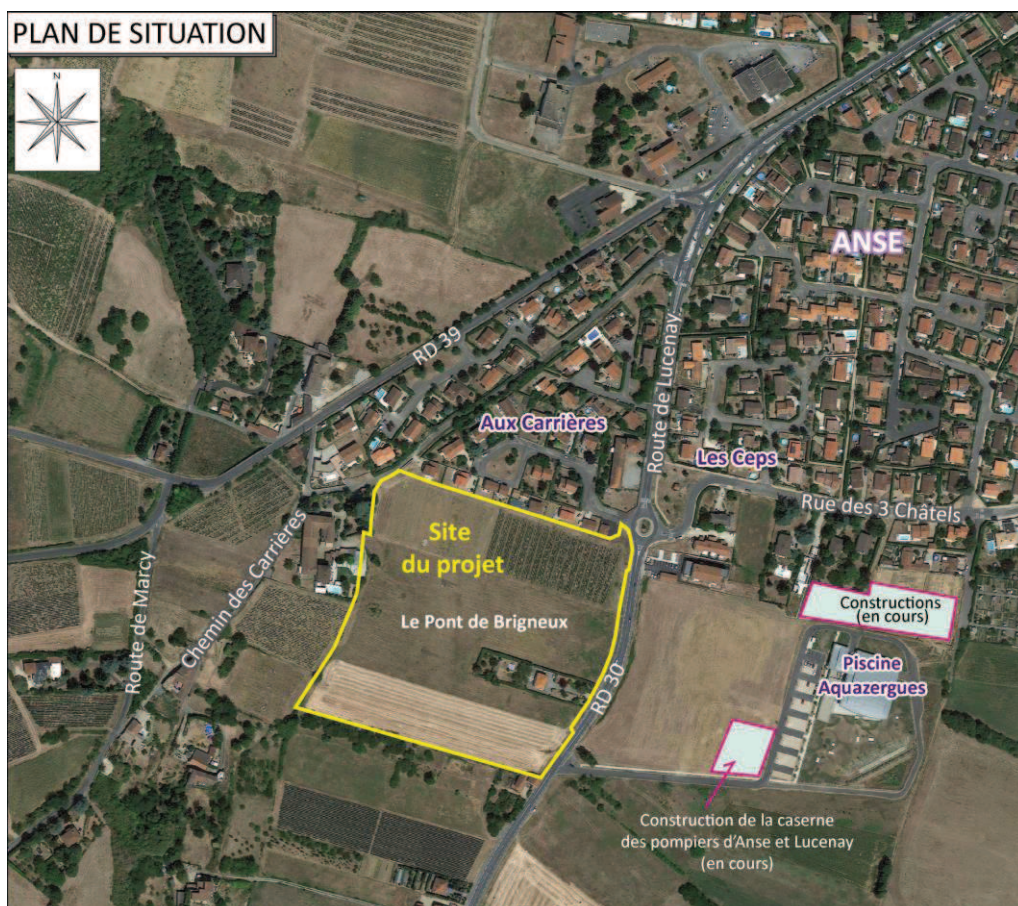 PLAN DE SITUATION
N
ANSE
RD 39
Route de Lucenay
Aux Carrières
Les Ceps
Rue des 3 Châtels
Site
du projet
Le Pont de Brigneux
Chemin des Carrières
Route de Marcy
RD 30
Constructions
(en cours)
Piscine
Aquazergues
Construction de la caserne
des pompiers d'Anse et Lucenay
(en cours)